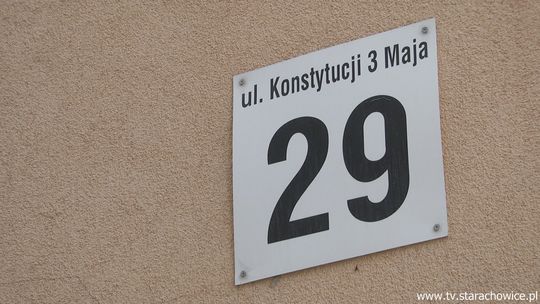 ul. Konstytucji 3 Maja
29
www.tv.starachowice.pl